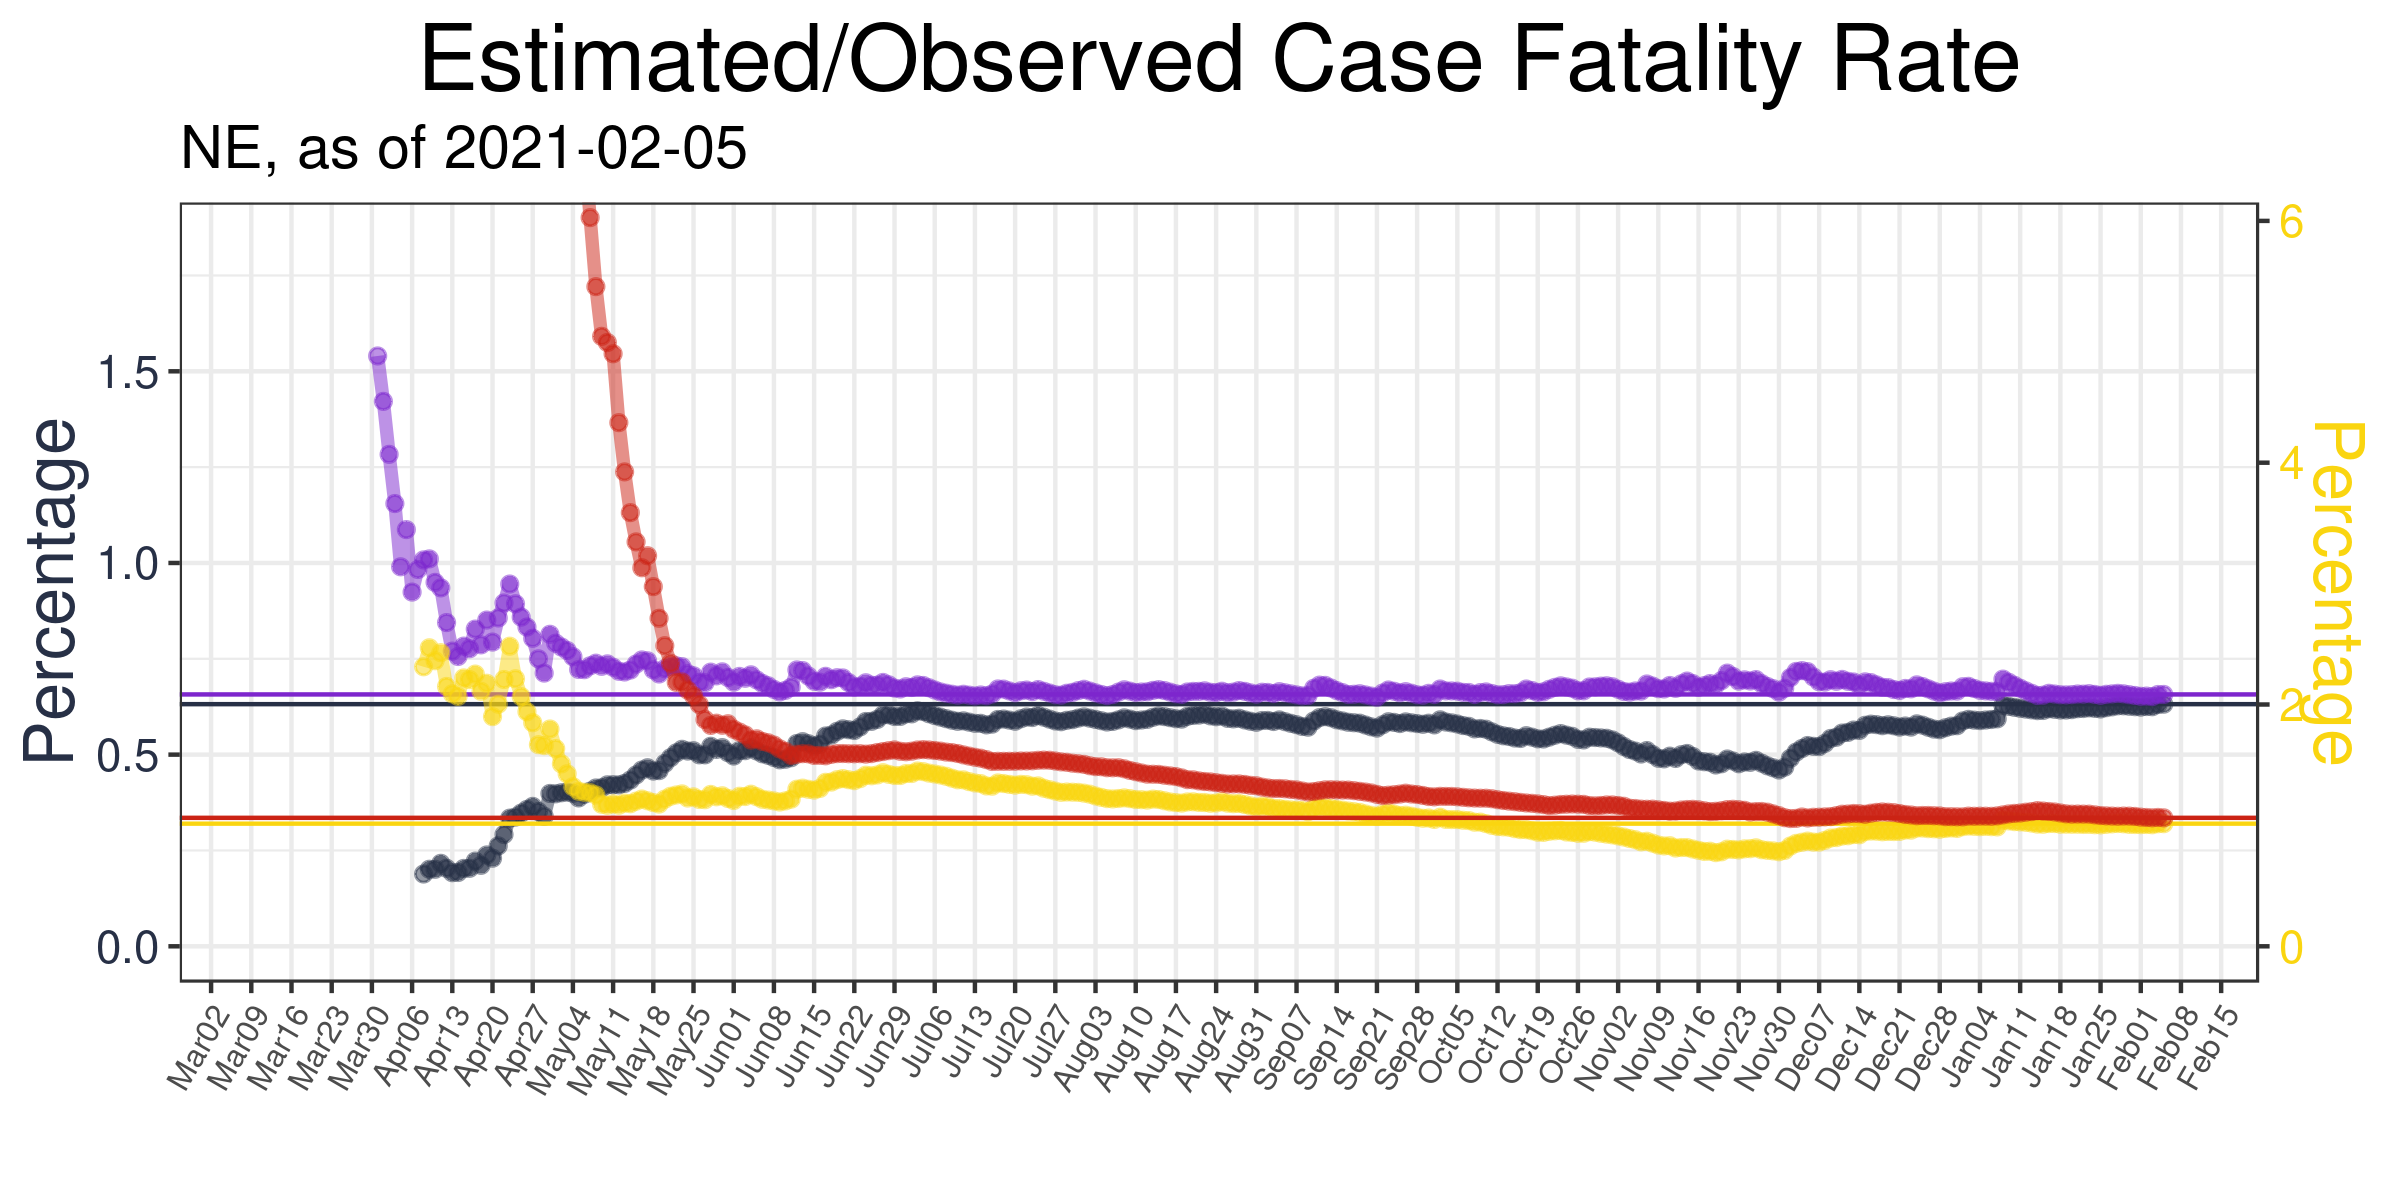 Estimated/Observed Case Fatality Rate
NE, as of 2021-02-05
Percentage
1.5
1.0
0.5
0.0
6
4
2
0
Percentage
Mar02
Mar09
Mar16
Mar23
Mar30
Apr06
Apr13
Apr20
Apr27
May04
May11
May18
May25
Jun01
Jun08
Jun15
Jun22
Jun29
Jul06
Jul13
Jul20
Jul27
Aug03
Aug10
Aug17
Aug24
Aug31
Sep07
Sep14
Sep21
Sep28
Oct05
Oct12
Oct19
Oct26
Nov02
Nov09
Nov16
Nov23
Nov30
Dec07
Dec14
Dec21
Dec28
Jan04
Jan11
Jan18
Jan25
Feb01
Feb08
Feb15